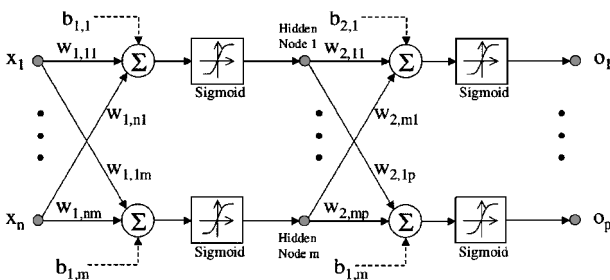 b1,1
b2,1
x1
w1,11
Σ
Sigmoid
Hidden
Node 1
w2,11
Σ
Sigmoid
o1
w1,n1
w2,m1
w1,1m
w2,1p
xn
w1,nm
Σ
Sigmoid
Hidden
Node m
w2,mp
Σ
Sigmoid
op
b1,m
b1,m